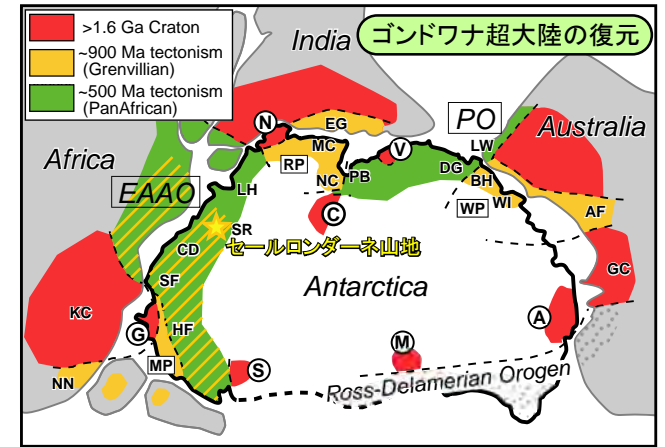 >1.6 Ga Craton
~900 Ma tectonism
(Grenvillian)
~500 Ma tectonism
(PanAfrican)
ゴンドワナ超大陸の復元
India
Africa
Australia
EAAO
PO
N
EG
MC
RP
NC
PB
V
DG
LW
BH
WP
WI
AF
GC
LH
SR
セールロンダーネ山地
C
CD
SF
Antarctica
KC
G
HF
MP
NN
S
M
A
Ross-Delamerian Orogen